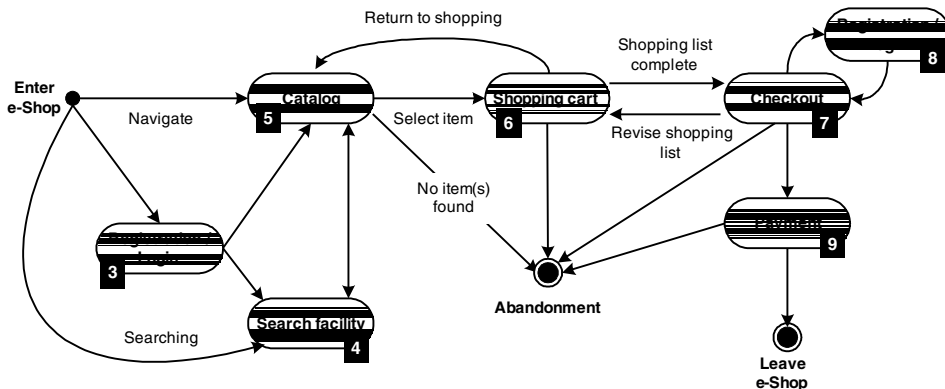 Return to shopping
Shopping list
complete
8
Enter
e-Shop
Navigate
Catalog
5
Select item
Shopping cart
6
Checkout
7
Revise shopping
list
No item(s)
found
3
Login
Payment
9
Abandonment
Search facility
4
Searching
Leave
e-Shop